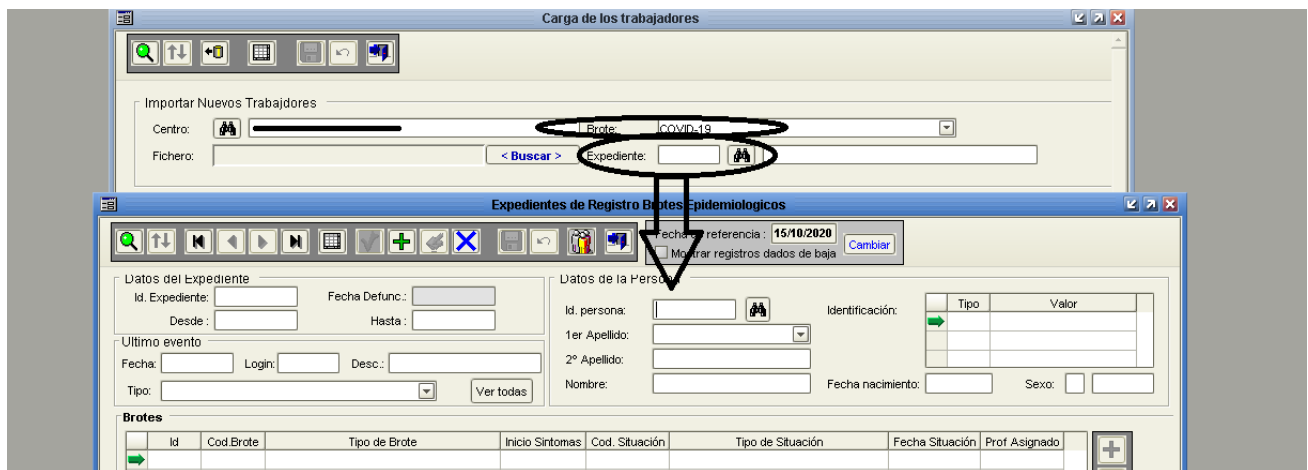 Carga de los trabajadores
Importar Nuevos Trabajdores
Centro: Brote: COVID-19
Fichero: < Buscar > Expediente:
Expedientes de Registro Brotes Epidemiologicos
Fecha de referencia : 15/10/2020 Cambiar
Mostrar registros dados de baja
Datos del Expediente
Id. Expediente: Fecha Defunc.:
Desde : Hasta :
Ultimo evento
Fecha: Login: Desc.:
Tipo: Ver todas
Datos de la Persona
Id. persona: Identificación: Tipo Valor
1er Apellido:
2º Apellido:
Nombre: Fecha nacimiento: Sexo:
Brotes
Id Cod.Brote Tipo de Brote Inicio Sintomas Cod. Situación Tipo de Situación Fecha Situación Prof Asignado